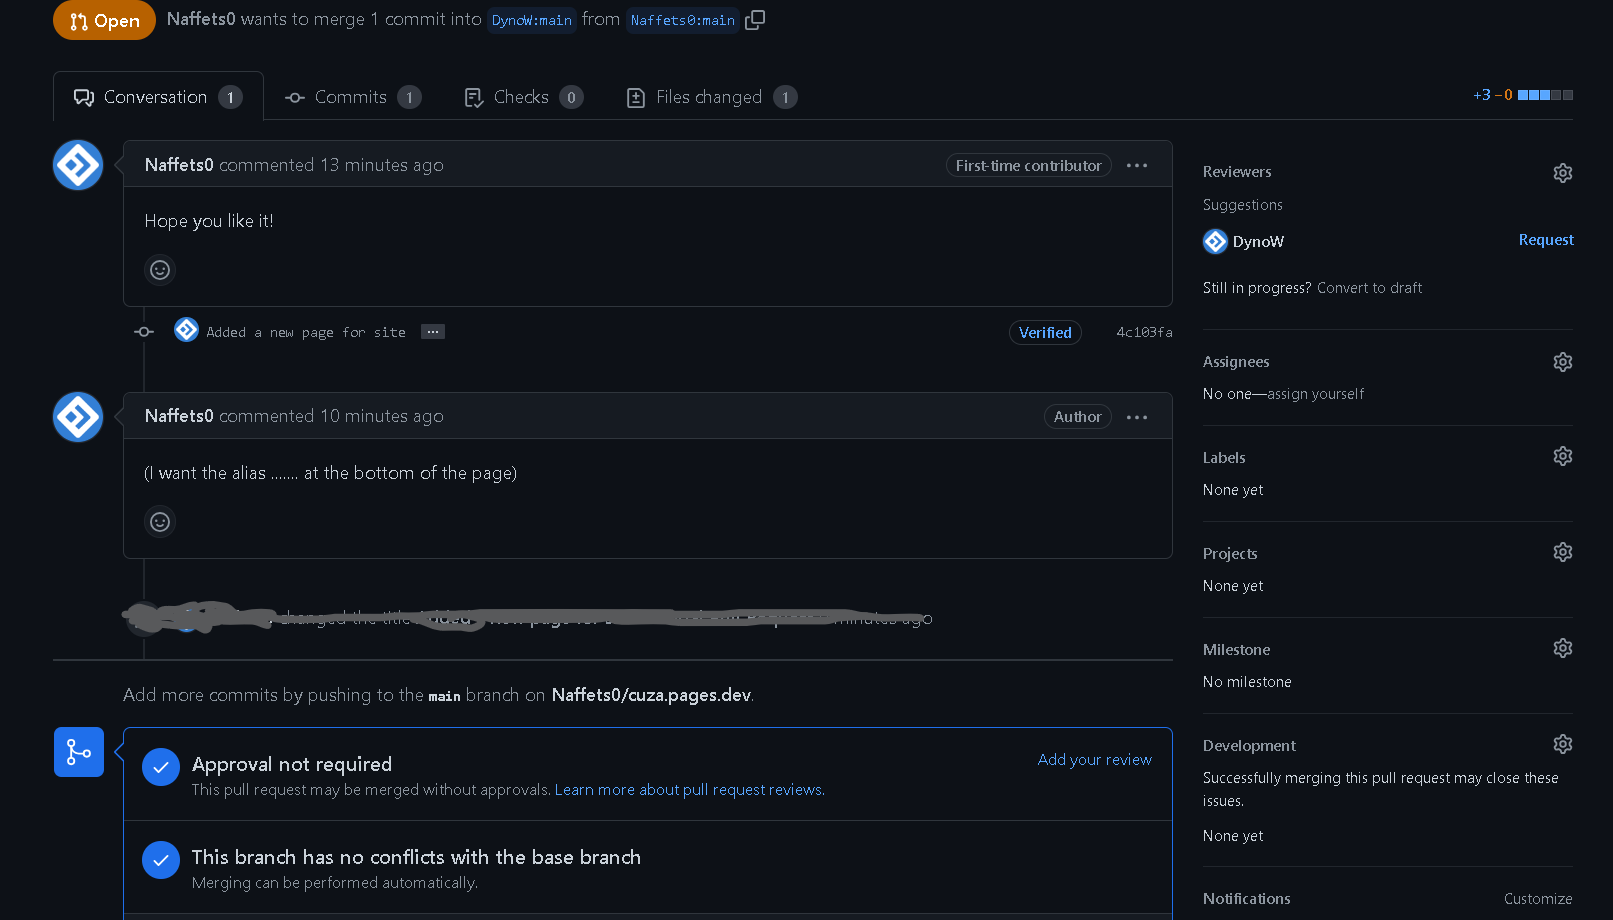 Open
Naffets0 wants to merge 1 commit into DynoW:main from Naffets0:main
Conversation 1
Commits 1
Checks 0
Files changed 1
+3 −0
Naffets0 commented 13 minutes ago
First-time contributor
Hope you like it!
Added a new page for site
Verified
4c103fa
Naffets0 commented 10 minutes ago
Author
(I want the alias ....... at the bottom of the page)
changed the title
ago
Add more commits by pushing to the main branch on Naffets0/cuza.pages.dev.
Approval not required
Add your review
This pull request may be merged without approvals. Learn more about pull request reviews.
This branch has no conflicts with the base branch
Merging can be performed automatically.
Reviewers
Suggestions
DynoW
Request
Still in progress? Convert to draft
Assignees
No one—assign yourself
Labels
None yet
Projects
None yet
Milestone
No milestone
Development
Successfully merging this pull request may close these
issues.
None yet
Notifications
Customize